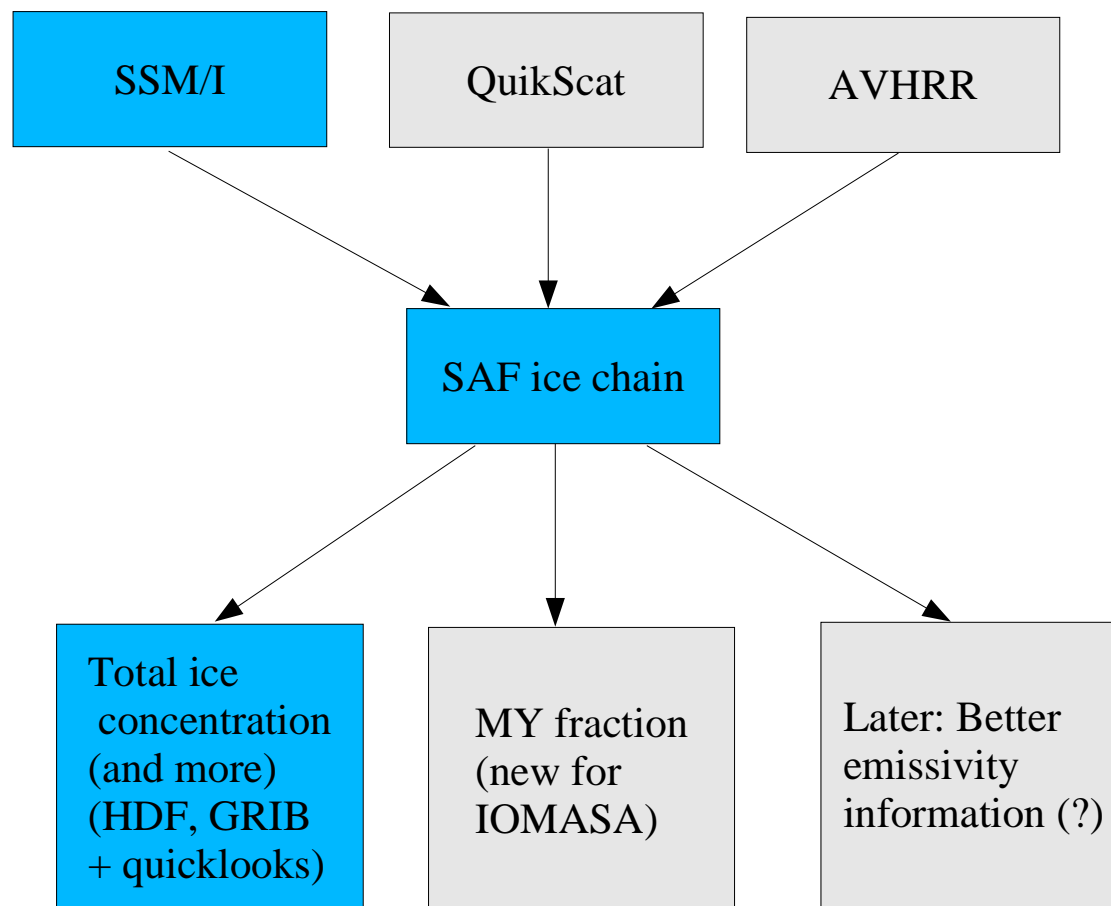 SSM/I
QuikScat
AVHRR
SAF ice chain
Total ice
concentration
(and more)
(HDF, GRIB
+ quicklooks)
MY fraction
(new for
IOMASA)
Later: Better
emissivity
information (?)